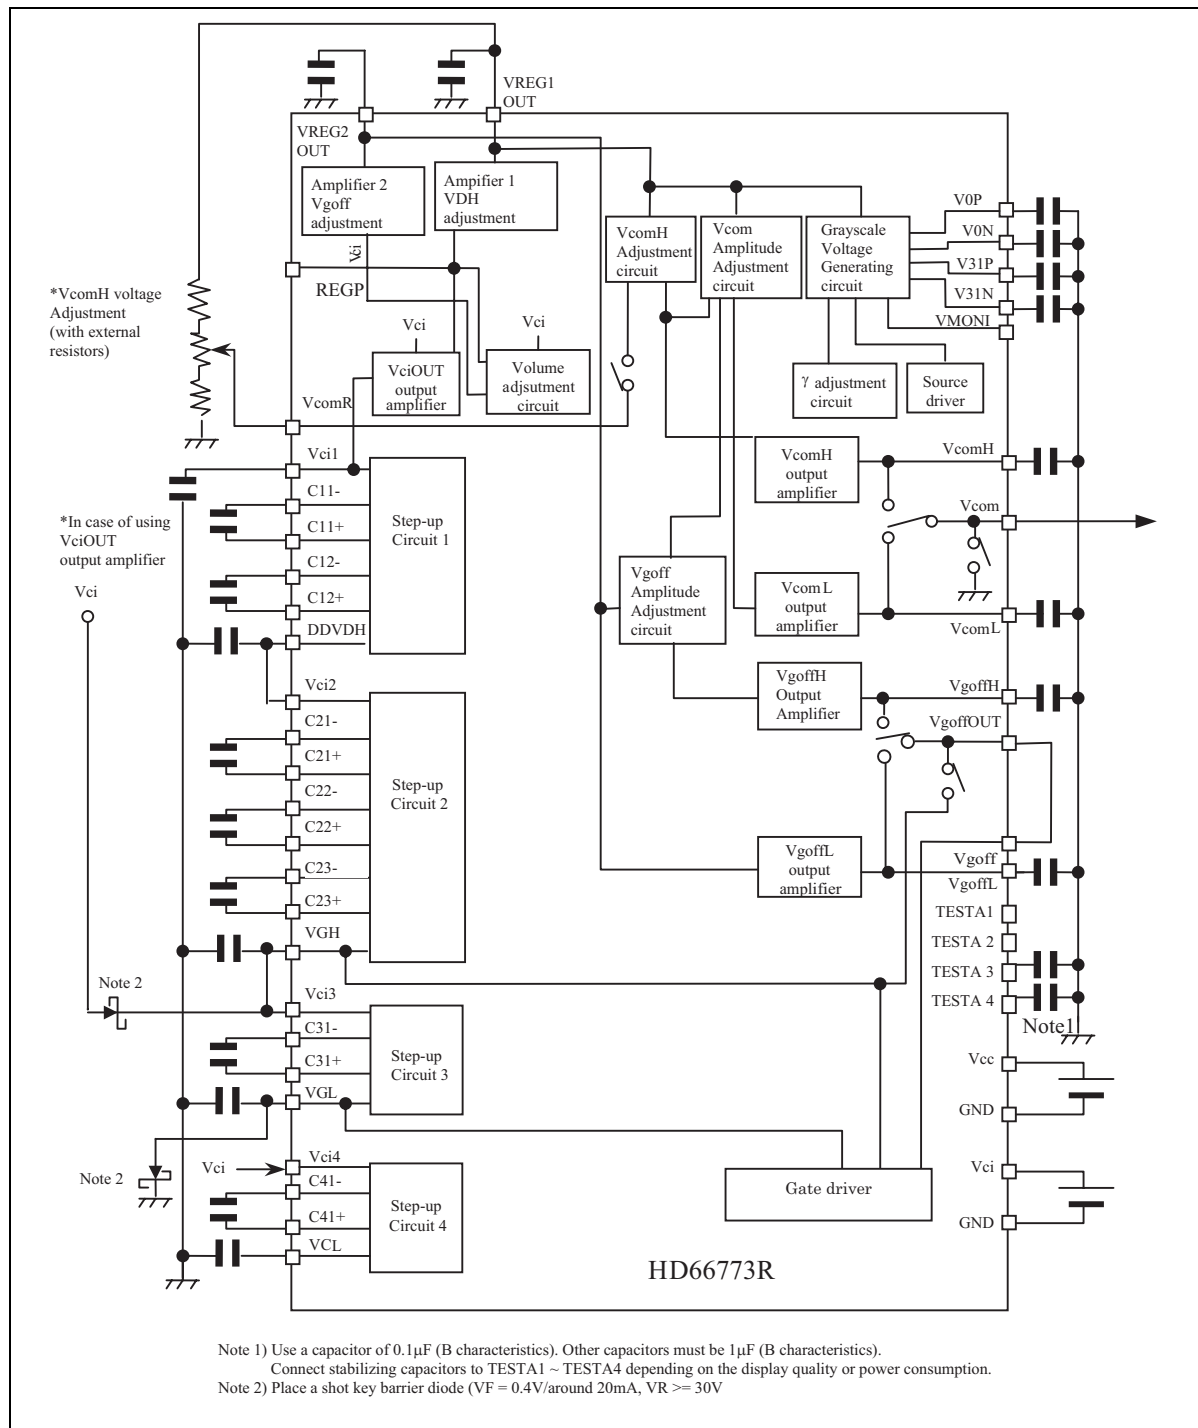 VREG1
OUT
VREG2
OUT
Amplifier 2
Vgoff
adjustment
Ampifier 1
VDH
adjustment
Vci
REGP
*VcomH voltage
Adjustment
(with external
resistors)
VcomH
Adjustment
circuit
Vcom
Amplitude
Adjustment
circuit
Grayscale
Voltage
Generating
circuit
V0P
V0N
V31P
V31N
VMONI
Vci
Vci
VciOUT
output
amplifier
Volume
adjsutment
circuit
γ adjustment
circuit
Source
driver
VcomR
Vci1
C11-
C11+
C12-
C12+
DDVDH
Step-up
Circuit 1
*In case of using
VciOUT
output amplifier
Vci
VcomH
output
amplifier
VcomH
Vcom
Vgoff
Amplitude
Adjustment
circuit
VcomL
output
amplifier
VcomL
VgoffH
Output
Amplifier
VgoffH
VgoffOUT
Vci2
C21-
C21+
C22-
C22+
C23-
C23+
VGH
Step-up
Circuit 2
VgoffL
output
amplifier
Vgoff
VgoffL
TESTA1
TESTA 2
TESTA 3
TESTA 4
Note1
Note 2
Vci3
C31-
C31+
VGL
Step-up
Circuit 3
Vcc
GND
Vci
GND
Note 2
Vci
Vci4
C41-
C41+
VCL
Step-up
Circuit 4
Gate driver
HD66773R
Note 1) Use a capacitor of 0.1μF (B characteristics). Other capacitors must be 1μF (B characteristics).
Connect stabilizing capacitors to TESTA1 ~ TESTA4 depending on the display quality or power consumption.
Note 2) Place a shot key barrier diode (VF = 0.4V/around 20mA, VR >= 30V